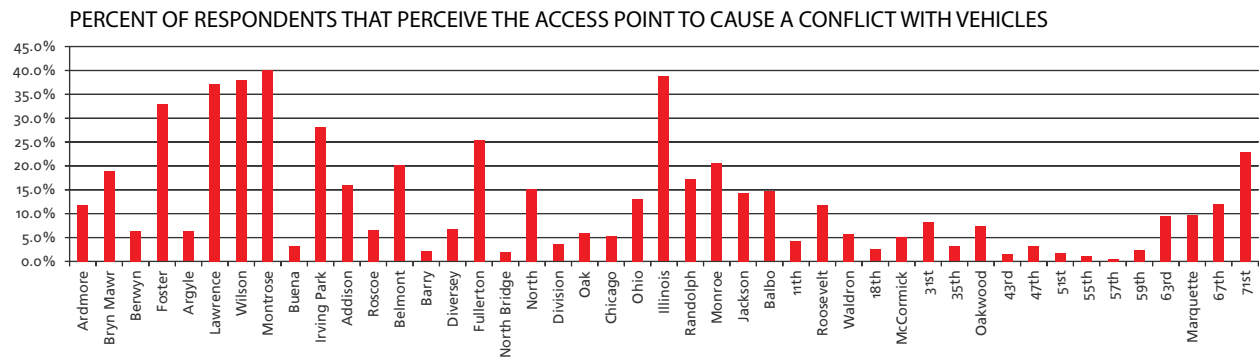 PERCENT OF RESPONDENTS THAT PERCEIVE THE ACCESS POINT TO CAUSE A CONFLICT WITH VEHICLES
45.0%
40.0%
35.0%
30.0%
25.0%
20.0%
15.0%
10.0%
5.0%
0.0%
Ardmore
Bryn Mawr
Berwyn
Foster
Argyle
Lawrence
Wilson
Montrose
Buena
Irving Park
Addison
Roscoe
Belmont
Barry
Diversey
Fullerton
North Bridge
North
Division
Oak
Chicago
Ohio
Illinois
Randolph
Monroe
Jackson
Balbo
11th
Roosevelt
Waldron
18th
McCormick
31st
35th
Oakwood
43rd
47th
51st
55th
57th
59th
63rd
Marquette
67th
71st